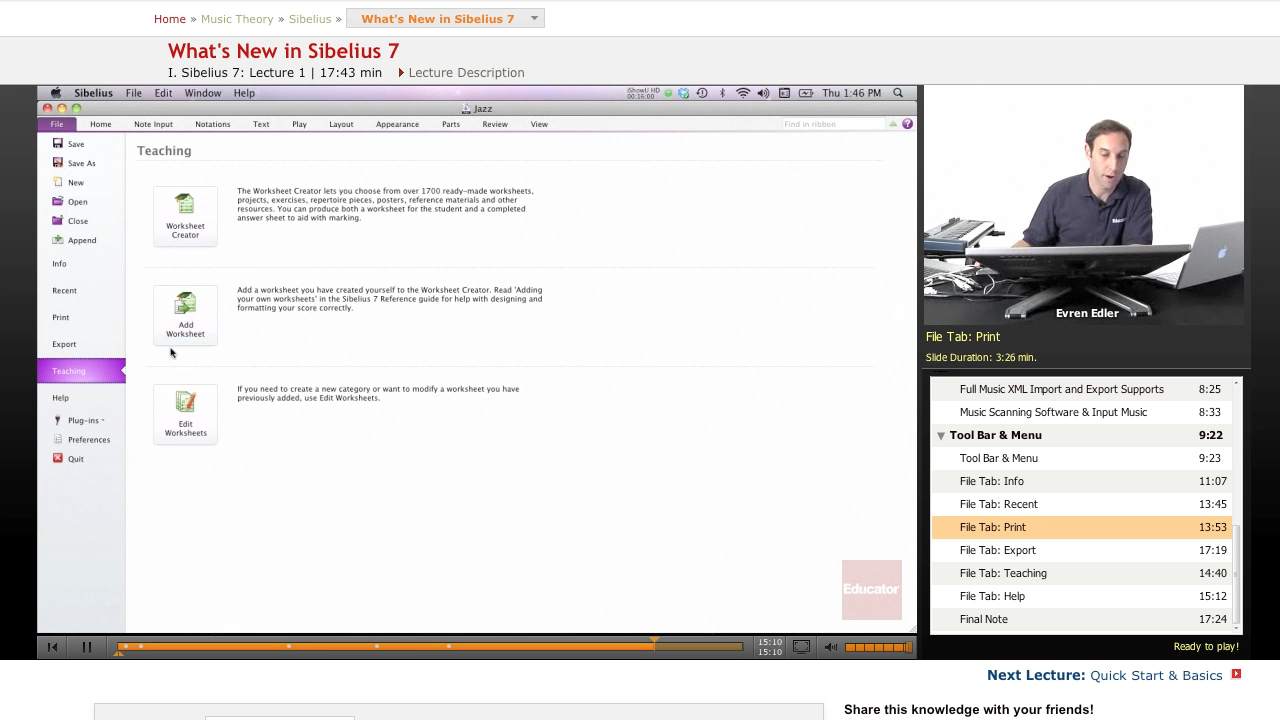 Home » Music Theory » Sibelius » What's New in Sibelius 7
What's New in Sibelius 7
I. Sibelius 7: Lecture 1 | 17:43 min Lecture Description
Sibelius File Edit Window Help
iShowU HD
00:16:00
Thu 1:46 PM
Jazz
File Home Note Input Notations Text Play Layout Appearance Parts Review View Find in ribbon
Save
Save As
New
Open
Close
Append
Info
Recent
Print
Export
Teaching
Help
Plug-ins
Preferences
Quit
Teaching
Worksheet
Creator
The Worksheet Creator lets you choose from over 1700 ready-made worksheets,
projects, exercises, repertoire pieces, posters, reference materials and other
resources. You can produce both a worksheet for the student and a completed
answer sheet to aid with marking.
Add
Worksheet
Add a worksheet you have created yourself to the Worksheet Creator. Read 'Adding
your own worksheets' in the Sibelius 7 Reference guide for help with designing and
formatting your score correctly.
Edit
Worksheets
If you need to create a new category or want to modify a worksheet you have
previously added, use Edit Worksheets.
Educator
15:10
15:10
Evren Edler
File Tab: Print
Slide Duration: 3:26 min.
Full Music XML Import and Export Supports 8:25
Music Scanning Software & Input Music 8:33
Tool Bar & Menu 9:22
Tool Bar & Menu 9:23
File Tab: Info 11:07
File Tab: Recent 13:45
File Tab: Print 13:53
File Tab: Export 17:19
File Tab: Teaching 14:40
File Tab: Help 15:12
Final Note 17:24
Ready to play!
Next Lecture: Quick Start & Basics
Share this knowledge with your friends!